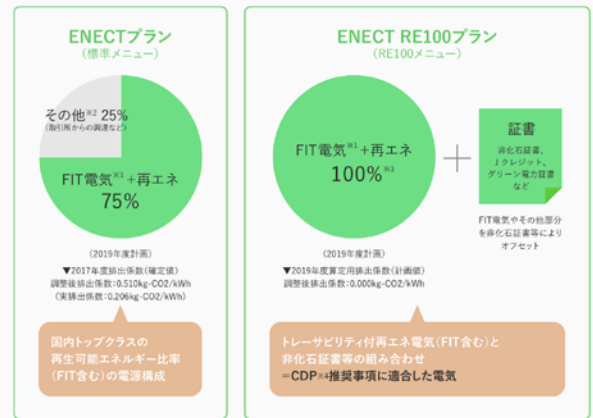 ENECTプラン
（標準メニュー）
その他※2 25%
（取引所からの調達など）
FIT電気※1＋再エネ
75%
（2019年度計画）
▼2017年度排出係数（確定値）
調整後排出係数：0.510kg-CO2/kWh
（実排出係数：0.206kg-CO2/kWh）
国内トップクラスの
再生可能エネルギー比率
（FIT含む）の電源構成
ENECT RE100プラン
（RE100メニュー）
FIT電気※1＋再エネ
100%※3
＋
証書
非化石証書、
Jクレジット、
グリーン電力証書
など
FIT電気やその他部分
を非化石証書等により
オフセット
（2019年度計画）
▼2019年度算定用排出係数（計画値）
調整後排出係数：0.000kg-CO2/kWh
トレーサビリティ付再エネ電気（FIT含む）と
非化石証書等の組み合わせ
＝CDP※4推奨事項に適合した電気